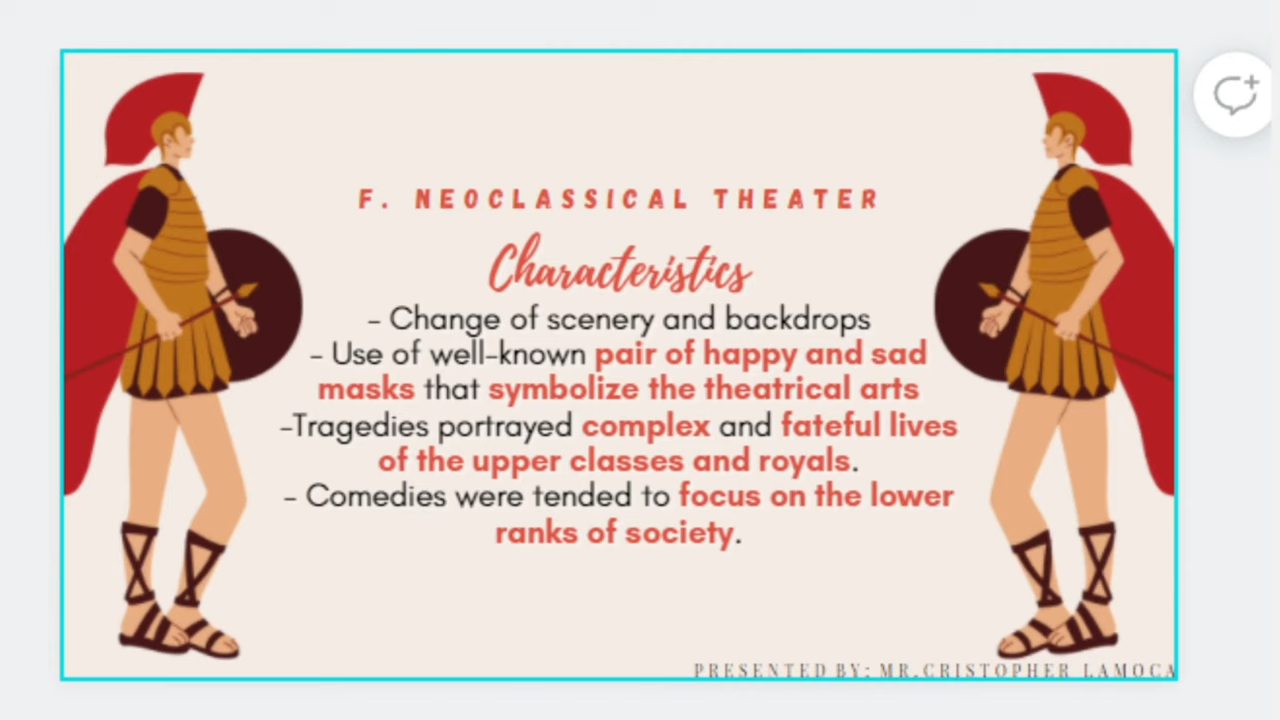 F. NEOCLASSICAL THEATER
Characteristics
- Change of scenery and backdrops
- Use of well-known pair of happy and sad
masks that symbolize the theatrical arts
-Tragedies portrayed complex and fateful lives
of the upper classes and royals.
- Comedies were tended to focus on the lower
ranks of society.
PRESENTED BY: MR.CRISTOPHER LAMOCA